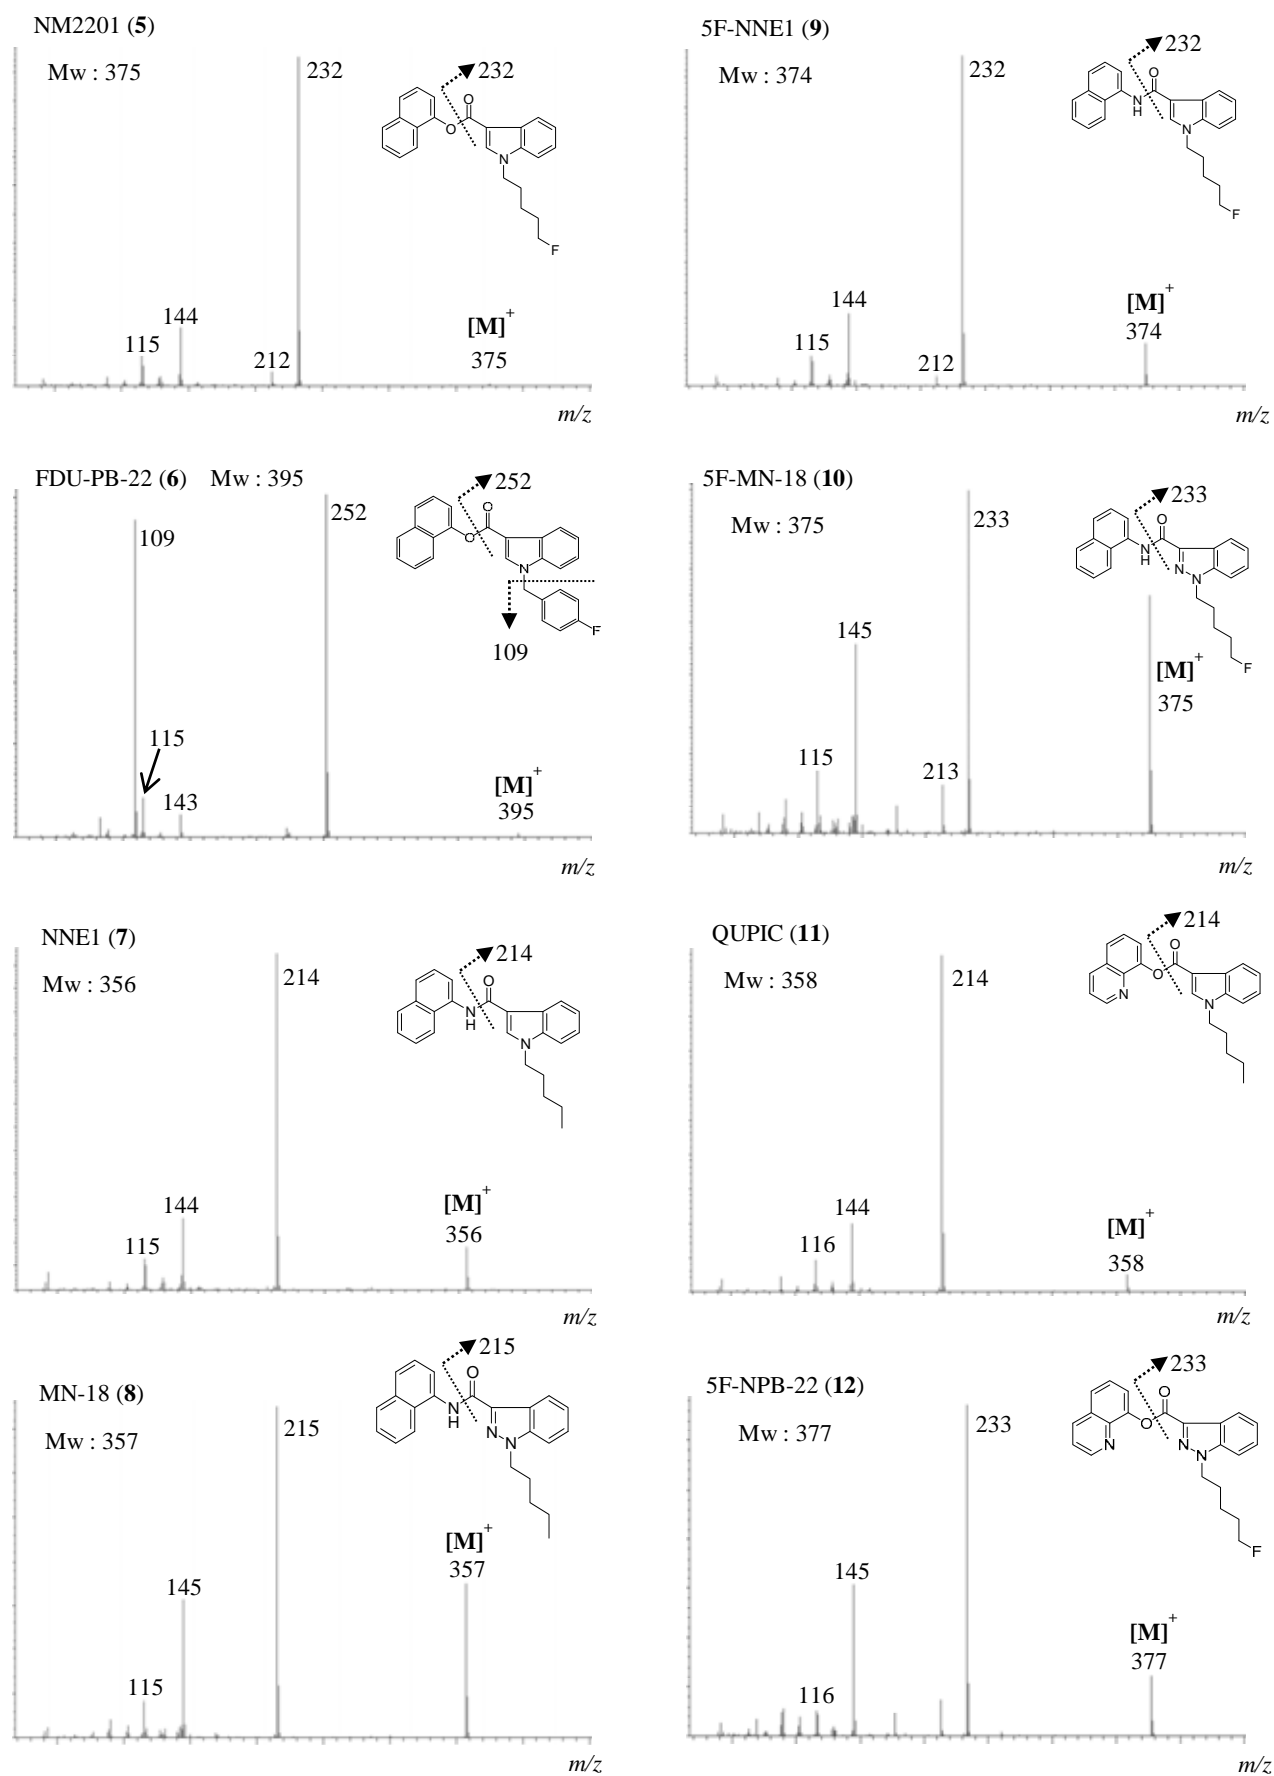 NM2201 (5)
Mw : 375
232
232
O
O
N
F
144
115
212
[M]+
375
m/z
5F-NNE1 (9)
Mw : 374
232
232
O
N
H
N
F
144
115
212
[M]+
374
m/z
FDU-PB-22 (6) Mw : 395
252
252
109
O
O
N
F
109
115
143
[M]+
395
m/z
5F-MN-18 (10)
Mw : 375
233
233
O
N
H
N
N
F
145
115
213
[M]+
375
m/z
NNE1 (7)
Mw : 356
214
214
O
N
H
N
144
115
[M]+
356
m/z
QUPIC (11)
Mw : 358
214
214
O
O
N
N
144
116
[M]+
358
m/z
MN-18 (8)
Mw : 357
215
215
O
N
H
N
N
145
115
[M]+
357
m/z
5F-NPB-22 (12)
Mw : 377
233
233
O
O
N
N
N
F
145
116
[M]+
377
m/z